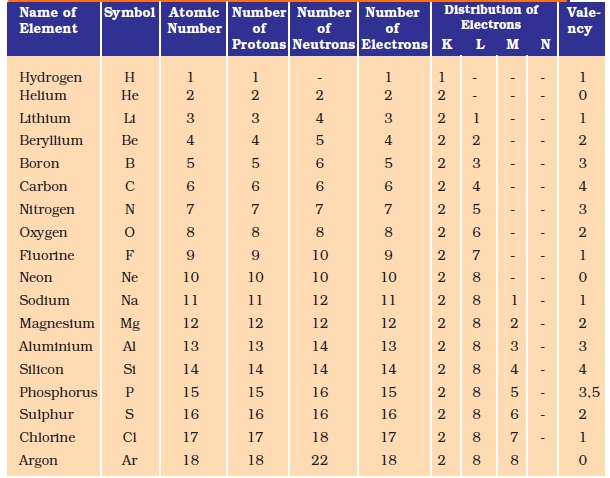 Name of Element Symbol Atomic Number Number of Protons Number of Neutrons Number of Electrons Distribution of Electrons K L M N Vale-ncy
Hydrogen H 1 1 - 1 1 - - - 1
Helium He 2 2 2 2 2 - - - 0
Lithium Li 3 3 4 3 2 1 - - 1
Beryllium Be 4 4 5 4 2 2 - - 2
Boron B 5 5 6 5 2 3 - - 3
Carbon C 6 6 6 6 2 4 - - 4
Nitrogen N 7 7 7 7 2 5 - - 3
Oxygen O 8 8 8 8 2 6 - - 2
Fluorine F 9 9 10 9 2 7 - - 1
Neon Ne 10 10 10 10 2 8 - - 0
Sodium Na 11 11 12 11 2 8 1 - 1
Magnesium Mg 12 12 12 12 2 8 2 - 2
Aluminium Al 13 13 14 13 2 8 3 - 3
Silicon Si 14 14 14 14 2 8 4 - 4
Phosphorus P 15 15 16 15 2 8 5 - 3,5
Sulphur S 16 16 16 16 2 8 6 - 2
Chlorine Cl 17 17 18 17 2 8 7 - 1
Argon Ar 18 18 22 18 2 8 8 0